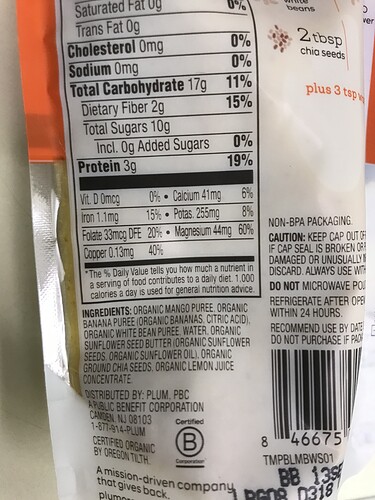 Saturated Fat 0g 0%
Trans Fat 0g
Cholesterol 0mg 0%
Sodium 0mg 0%
Total Carbohydrate 17g 11%
Dietary Fiber 2g 15%
Total Sugars 10g
Incl. 0g Added Sugars 0%
Protein 3g 19%
Vit. D 0mcg 0% • Calcium 41mg 6%
Iron 1.1mg 15% • Potas. 255mg 8%
Folate 33mcg DFE 20% • Magnesium 44mg 60%
Copper 0.13mg 40%
*The % Daily Value tells you how much a nutrient in
a serving of food contributes to a daily diet. 1,000
calories a day is used for general nutrition advice.
INGREDIENTS: ORGANIC MANGO PUREE, ORGANIC
BANANA PUREE (ORGANIC BANANAS, CITRIC ACID),
ORGANIC WHITE BEAN PUREE, WATER, ORGANIC
SUNFLOWER SEED BUTTER (ORGANIC SUNFLOWER
SEEDS, ORGANIC SUNFLOWER OIL), ORGANIC
GROUND CHIA SEEDS, ORGANIC LEMON JUICE
CONCENTRATE.
DISTRIBUTED BY: PLUM, PBC
A PUBLIC BENEFIT CORPORATION
CAMDEN, NJ 08103
1-877-914-PLUM
CERTIFIED ORGANIC
BY OREGON TILTH.
Certified
B
Corporation
A mission-driven company
that gives back.
white
beans
2 tbsp
chia seeds
plus 3 tsp
NON-BPA PACKAGING.
CAUTION: KEEP CAP OUT OF
IF CAP SEAL IS BROKEN OR
DAMAGED OR UNUSUALLY
DISCARD. ALWAYS USE WITH
DO NOT MICROWAVE
REFRIGERATE AFTER
WITHIN 24 HOURS.
RECOMMEND USE BY DATE
DO NOT PURCHASE IF
8 46675
TMPBLMBWS01
BB
0318